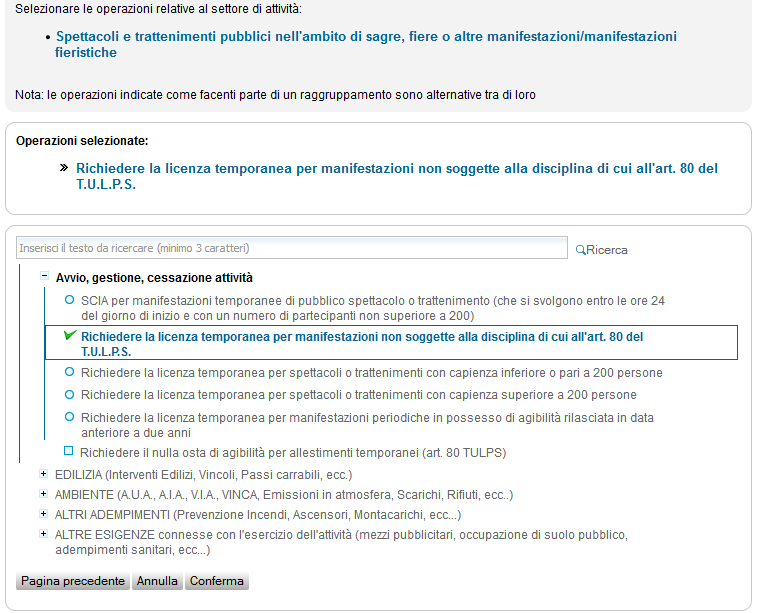 Selezionare le operazioni relative al settore di attività:
• Spettacoli e trattenimenti pubblici nell'ambito di sagre, fiere o altre manifestazioni/manifestazioni
fieristiche
Nota: le operazioni indicate come facenti parte di un raggruppamento sono alternative tra di loro
Operazioni selezionate:
» Richiedere la licenza temporanea per manifestazioni non soggette alla disciplina di cui all'art. 80 del
T.U.L.P.S.
Inserisci il testo da ricercare (minimo 3 caratteri)
Ricerca
Avvio, gestione, cessazione attività
SCIA per manifestazioni temporanee di pubblico spettacolo o trattenimento (che si svolgono entro le ore 24
del giorno di inizio e con un numero di partecipanti non superiore a 200)
Richiedere la licenza temporanea per manifestazioni non soggette alla disciplina di cui all'art. 80 del
T.U.L.P.S.
Richiedere la licenza temporanea per spettacoli o trattenimenti con capienza inferiore o pari a 200 persone
Richiedere la licenza temporanea per spettacoli o trattenimenti con capienza superiore a 200 persone
Richiedere la licenza temporanea per manifestazioni periodiche in possesso di agibilità rilasciata in data
anteriore a due anni
Richiedere il nulla osta di agibilità per allestimenti temporanei (art. 80 TULPS)
EDILIZIA (Interventi Edilizi, Vincoli, Passi carrabili, ecc.)
AMBIENTE (A.U.A., A.I.A., V.I.A., VINCA, Emissioni in atmosfera, Scarichi, Rifiuti, ecc..)
ALTRI ADEMPIMENTI (Prevenzione Incendi, Ascensori, Montacarichi, ecc...)
ALTRE ESIGENZE connesse con l'esercizio dell'attività (mezzi pubblicitari, occupazione di suolo pubblico,
adempimenti sanitari, ecc...)
Pagina precedente Annulla Conferma